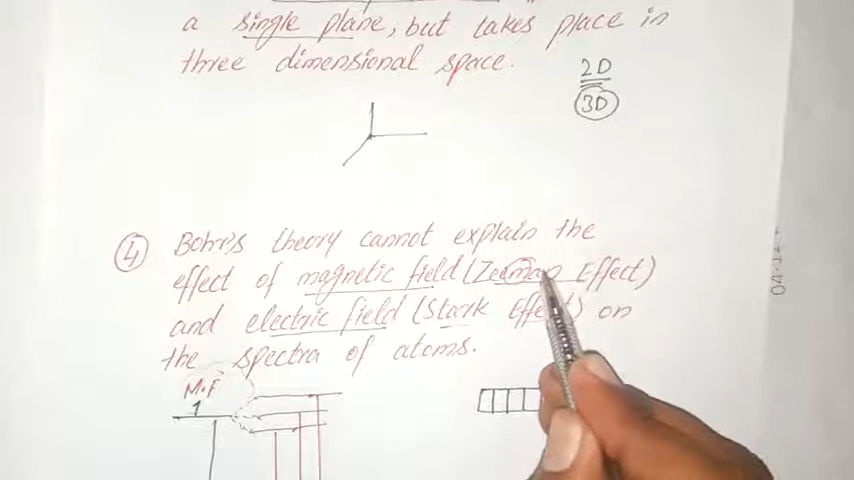 a single plane, but takes place in
three dimensional space.
2D
3D
④ Bohr's theory cannot explain the
effect of magnetic field (Zeeman Effect)
and electric field (Stark Effect) on
the spectra of atoms.
M.F